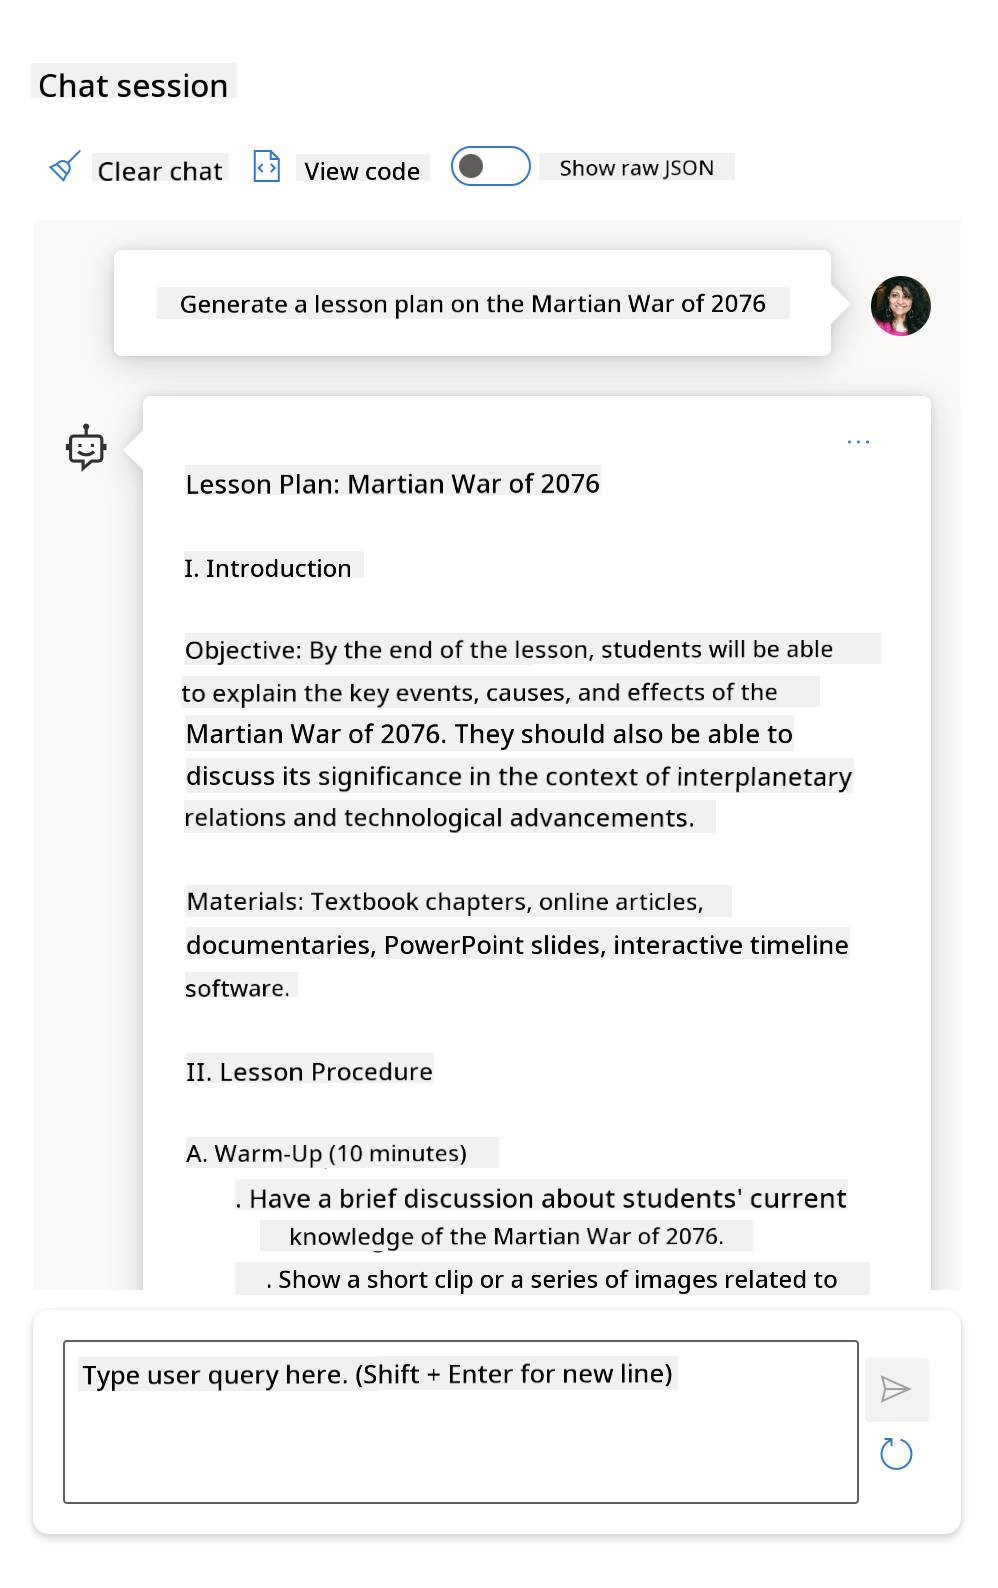 Chat session
Clear chat View code Show raw JSON
Generate a lesson plan on the Martian War of 2076
...
Lesson Plan: Martian War of 2076
I. Introduction
Objective: By the end of the lesson, students will be able
to explain the key events, causes, and effects of the
Martian War of 2076. They should also be able to
discuss its significance in the context of interplanetary
relations and technological advancements.
Materials: Textbook chapters, online articles,
documentaries, PowerPoint slides, interactive timeline
software.
II. Lesson Procedure
A. Warm-Up (10 minutes)
. Have a brief discussion about students' current
knowledge of the Martian War of 2076.
. Show a short clip or a series of images related to
Type user query here. (Shift + Enter for new line)